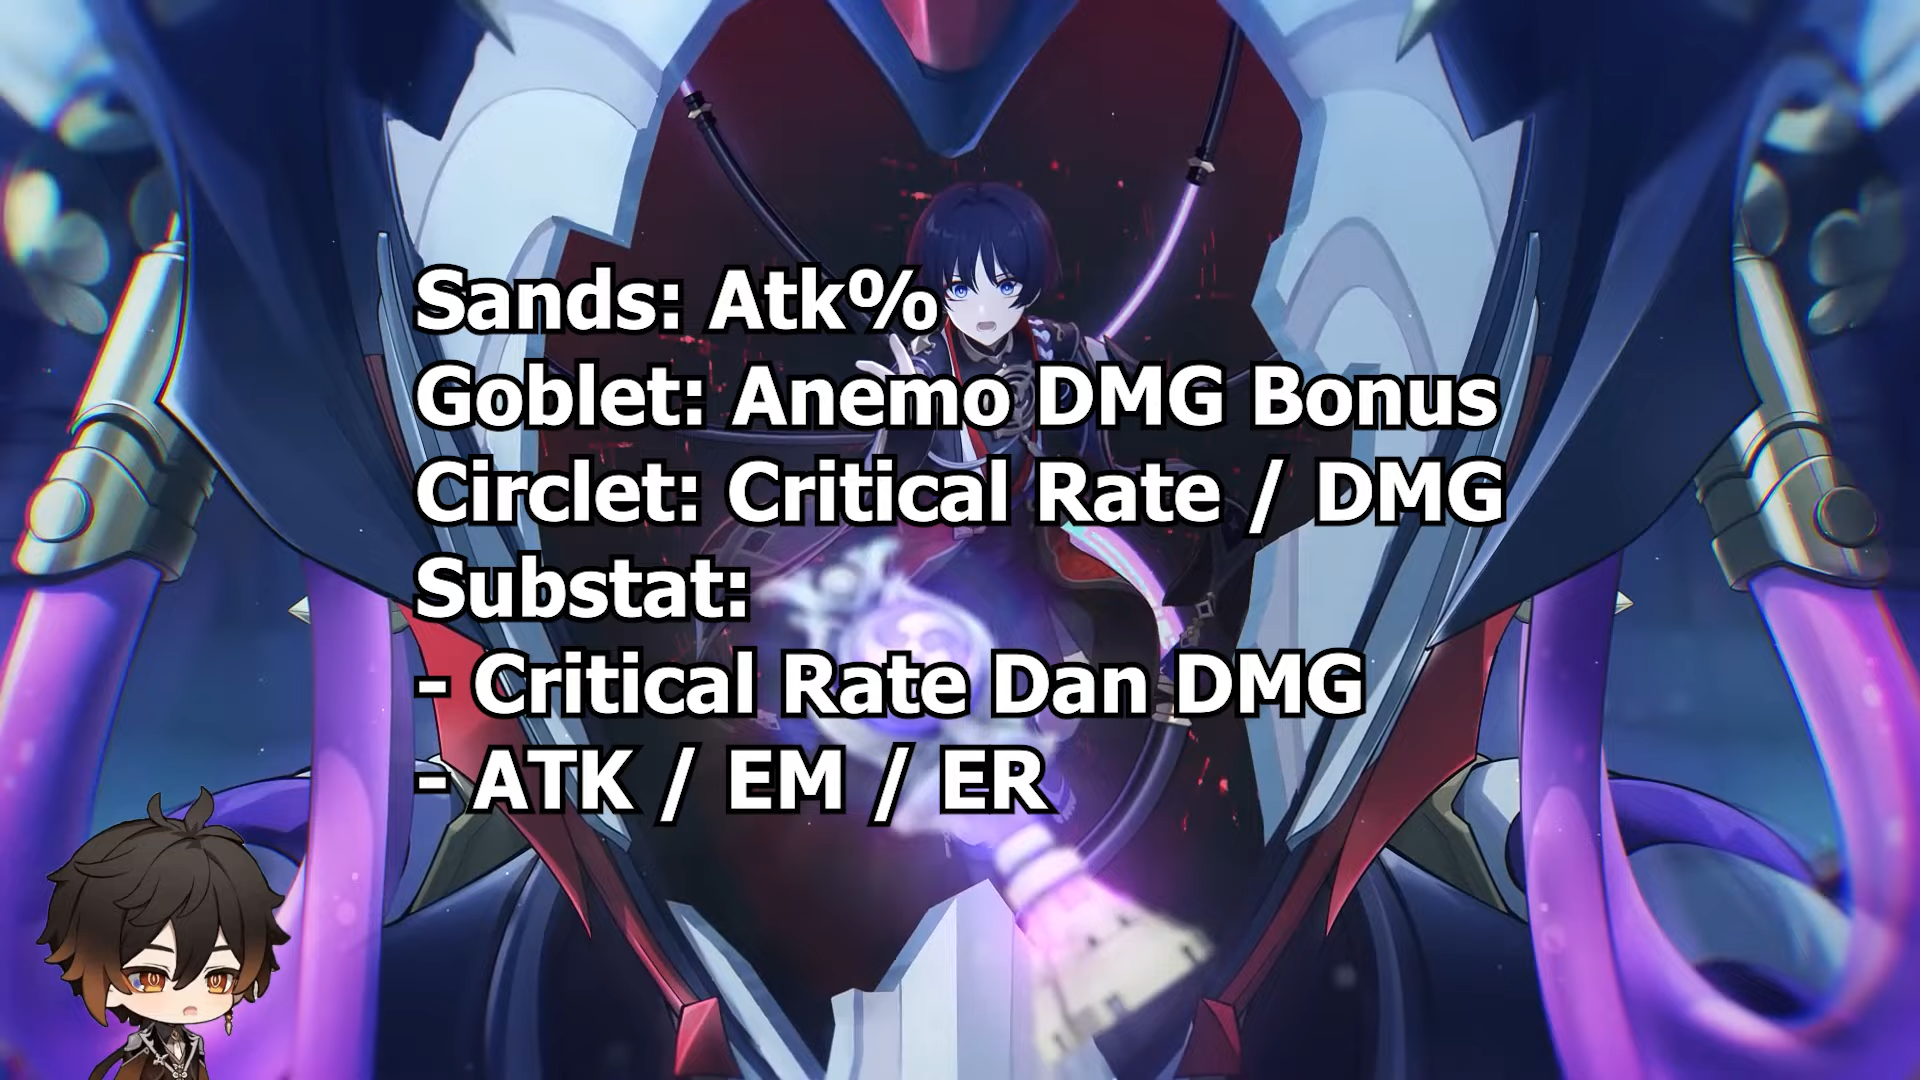 Sands: Atk%
Goblet: Anemo DMG Bonus
Circlet: Critical Rate / DMG
Substat:
- Critical Rate Dan DMG
- ATK / EM / ER